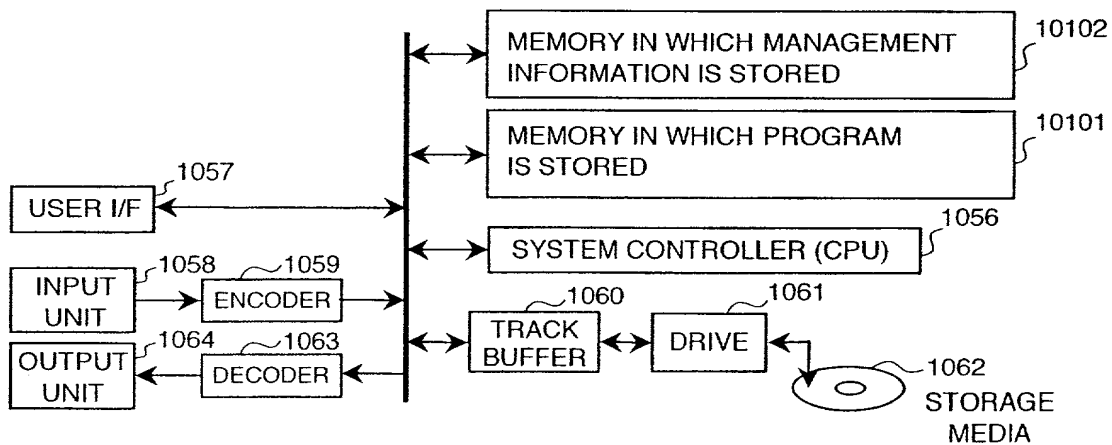 10102
MEMORY IN WHICH MANAGEMENT
INFORMATION IS STORED
10101
MEMORY IN WHICH PROGRAM
IS STORED
1057
USER I/F
1056
SYSTEM CONTROLLER (CPU)
1058
INPUT
UNIT
1059
ENCODER
1060
TRACK
BUFFER
1061
DRIVE
1064
OUTPUT
UNIT
1063
DECODER
1062
STORAGE
MEDIA